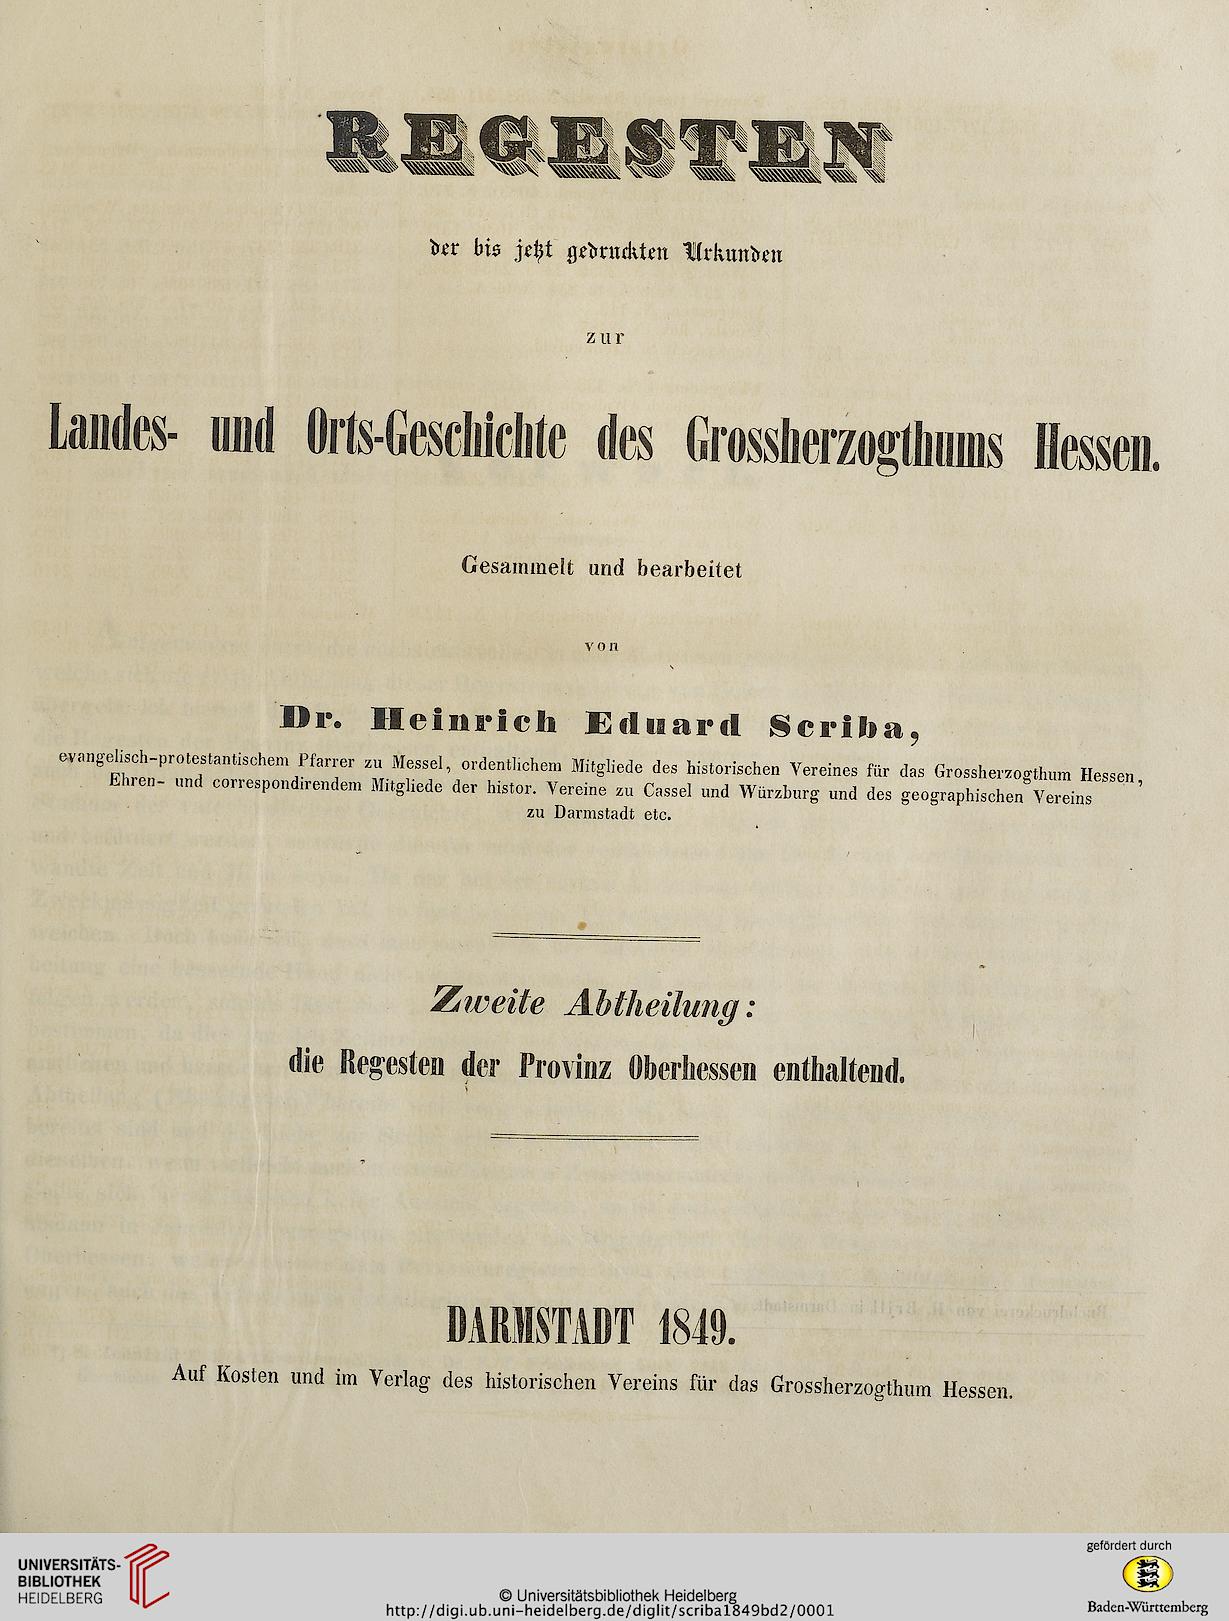 REGESTEN
der bis jetzt gedruckten Urkunden
zur
Landes- und Orts-Geschichte des Grossherzogthums Hessen.
Gesammelt und bearbeitet
von
Dr. Heinrich Eduard Scriba,
evangelisch-protestantischem Pfarrer zu Messel, ordentlichem Mitgliede des historischen Vereines für das Grossherzogthum Hessen,
Ehren- und correspondirendem Mitgliede der histor. Vereine zu Cassel und Würzburg und des geographischen Vereins
zu Darmstadt etc.
Zweite Abtheilung:
die Regesten der Provinz Oberhessen enthaltend.
DARMSTADT 1849.
Auf Kosten und im Verlag des historischen Vereins für das Grossherzogthum Hessen.
UNIVERSITÄTS-
BIBLIOTHEK
HEIDELBERG
© Universitätsbibliothek Heidelberg
http://digi.ub.uni-heidelberg.de/diglit/scriba1849bd2/0001
gefördert durch
Baden-Württemberg